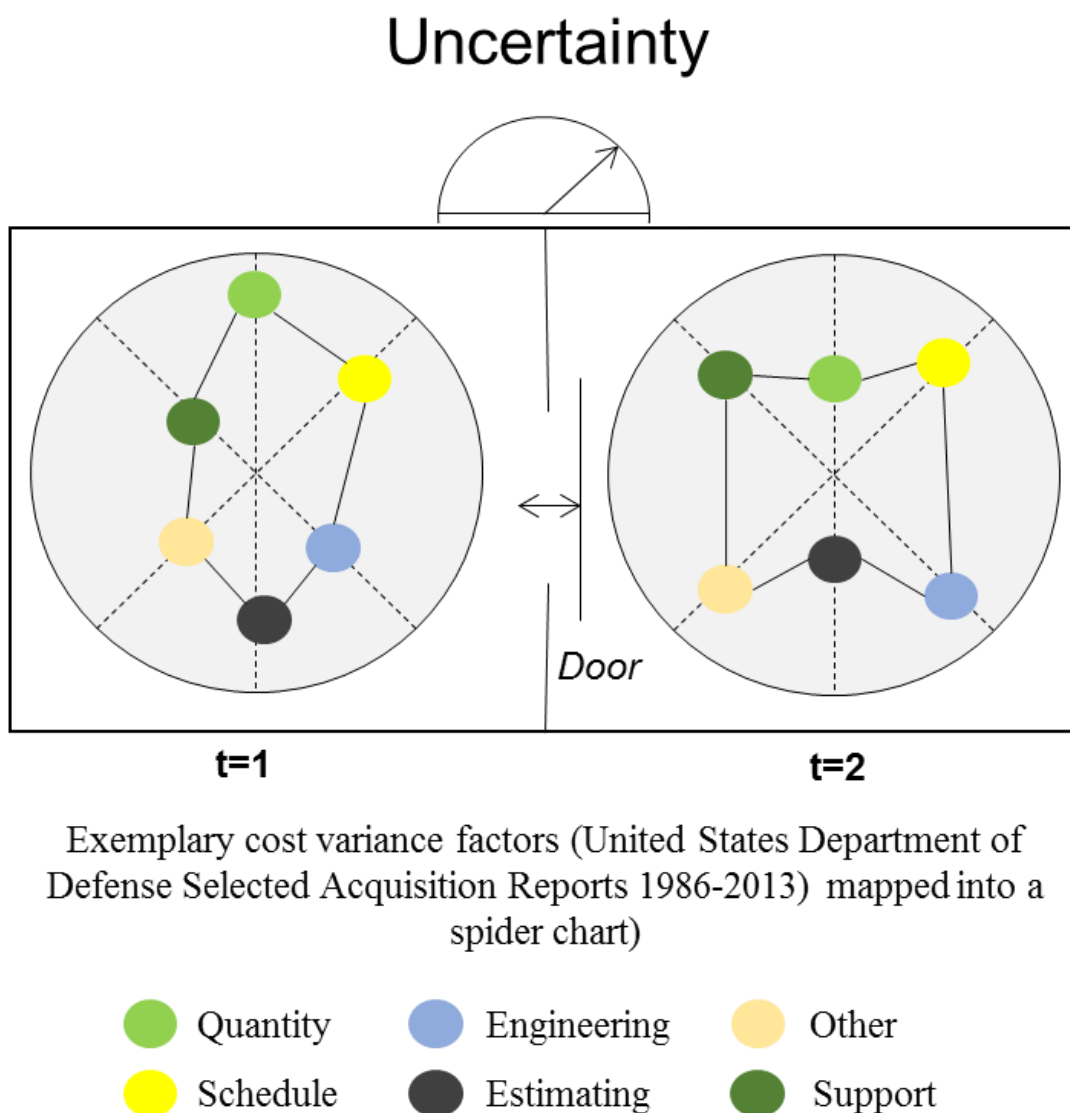 Uncertainty
Door
t=1
t=2
Exemplary cost variance factors (United States Department of
Defense Selected Acquisition Reports 1986-2013) mapped into a
spider chart)
Quantity
Engineering
Other
Schedule
Estimating
Support